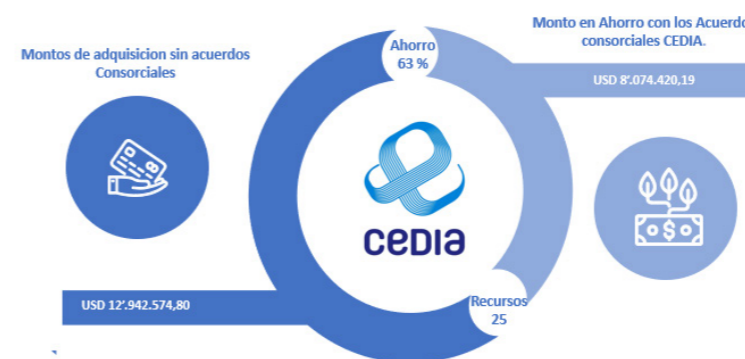 Montos de adquisicion sin acuerdos
Consorciales
USD 12'.942.574,80
Ahorro
63 %
cedia
Recursos
25
Monto en Ahorro con los Acuerdo
consorciales CEDIA.
USD 8'.074.420,19